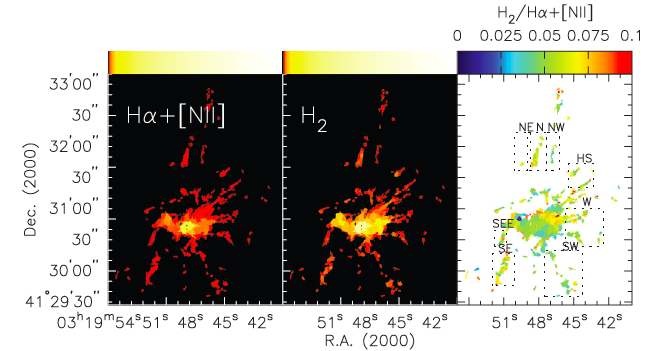 H₂/Hα+[NII]
0 0.025 0.05 0.075 0.1
Hα+[NII]
H₂
NE N NW
HS
W
SEE
SE
SW
33'00''
30''
32'00''
30''
31'00''
30''
30'00''
41°29'30''
Dec. (2000)
03ʰ19ᵐ54ˢ51ˢ 48ˢ 45ˢ 42ˢ
51ˢ 48ˢ 45ˢ 42ˢ
51ˢ 48ˢ 45ˢ 42ˢ
R.A. (2000)